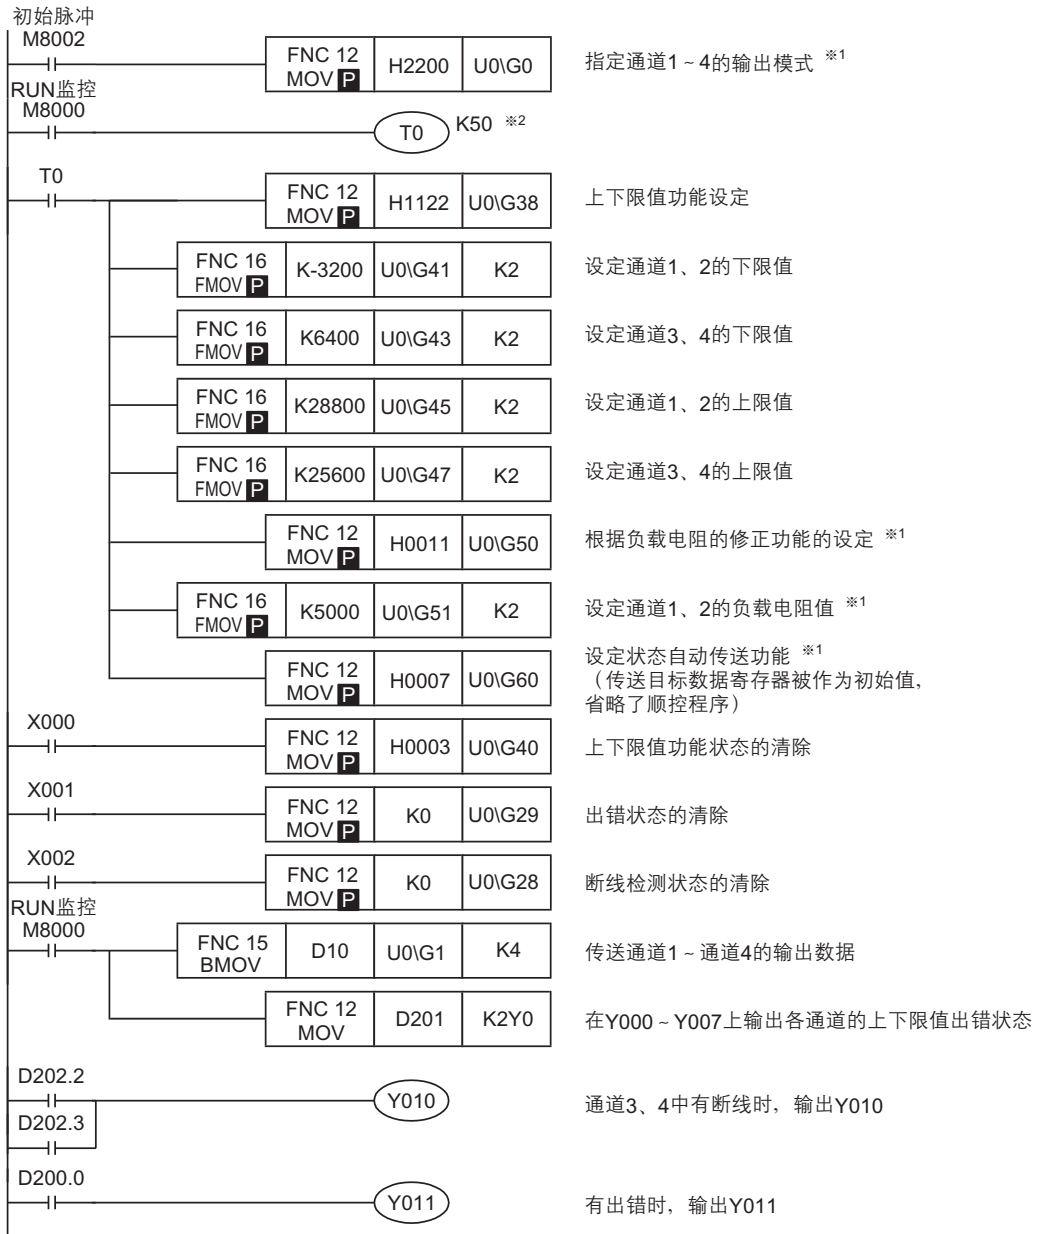 初始脉冲
M8002
FNC 12
MOV P
H2200
U0\G0
指定通道1~4的输出模式 ※1
RUN监控
M8000
T0
K50 ※2
T0
FNC 12
MOV P
H1122
U0\G38
上下限值功能设定
FNC 16
FMOV P
K-3200
U0\G41
K2
设定通道1、2的下限值
FNC 16
FMOV P
K6400
U0\G43
K2
设定通道3、4的下限值
FNC 16
FMOV P
K28800
U0\G45
K2
设定通道1、2的上限值
FNC 16
FMOV P
K25600
U0\G47
K2
设定通道3、4的上限值
FNC 12
MOV P
H0011
U0\G50
根据负载电阻的修正功能的设定 ※1
FNC 16
FMOV P
K5000
U0\G51
K2
设定通道1、2的负载电阻值 ※1
FNC 12
MOV P
H0007
U0\G60
设定状态自动传送功能 ※1
（传送目标数据寄存器被作为初始值，
省略了顺控程序）
X000
FNC 12
MOV P
H0003
U0\G40
上下限值功能状态的清除
X001
FNC 12
MOV P
K0
U0\G29
出错状态的清除
X002
FNC 12
MOV P
K0
U0\G28
断线检测状态的清除
RUN监控
M8000
FNC 15
BMOV
D10
U0\G1
K4
传送通道1~通道4的输出数据
FNC 12
MOV
D201
K2Y0
在Y000~Y007上输出各通道的上下限值出错状态
D202.2
Y010
通道3、4中有断线时，输出Y010
D202.3
D200.0
Y011
有出错时，输出Y011